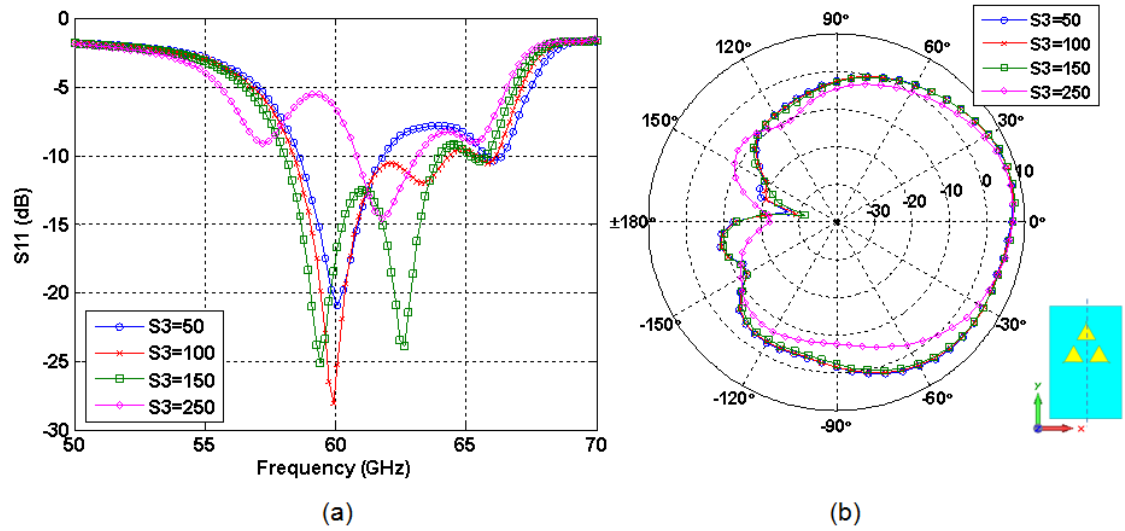 0
-5
-10
-15
-20
-25
-30
50
55
60
65
70
S11 (dB)
Frequency (GHz)
S3=50
S3=100
S3=150
S3=250
(a)
S3=50
S3=100
S3=150
S3=250
90°
120°
60°
150°
30°
10
0
-10
-20
-30
±180°
0°
-150°
-30°
-120°
-60°
-90°
Y
X
(b)